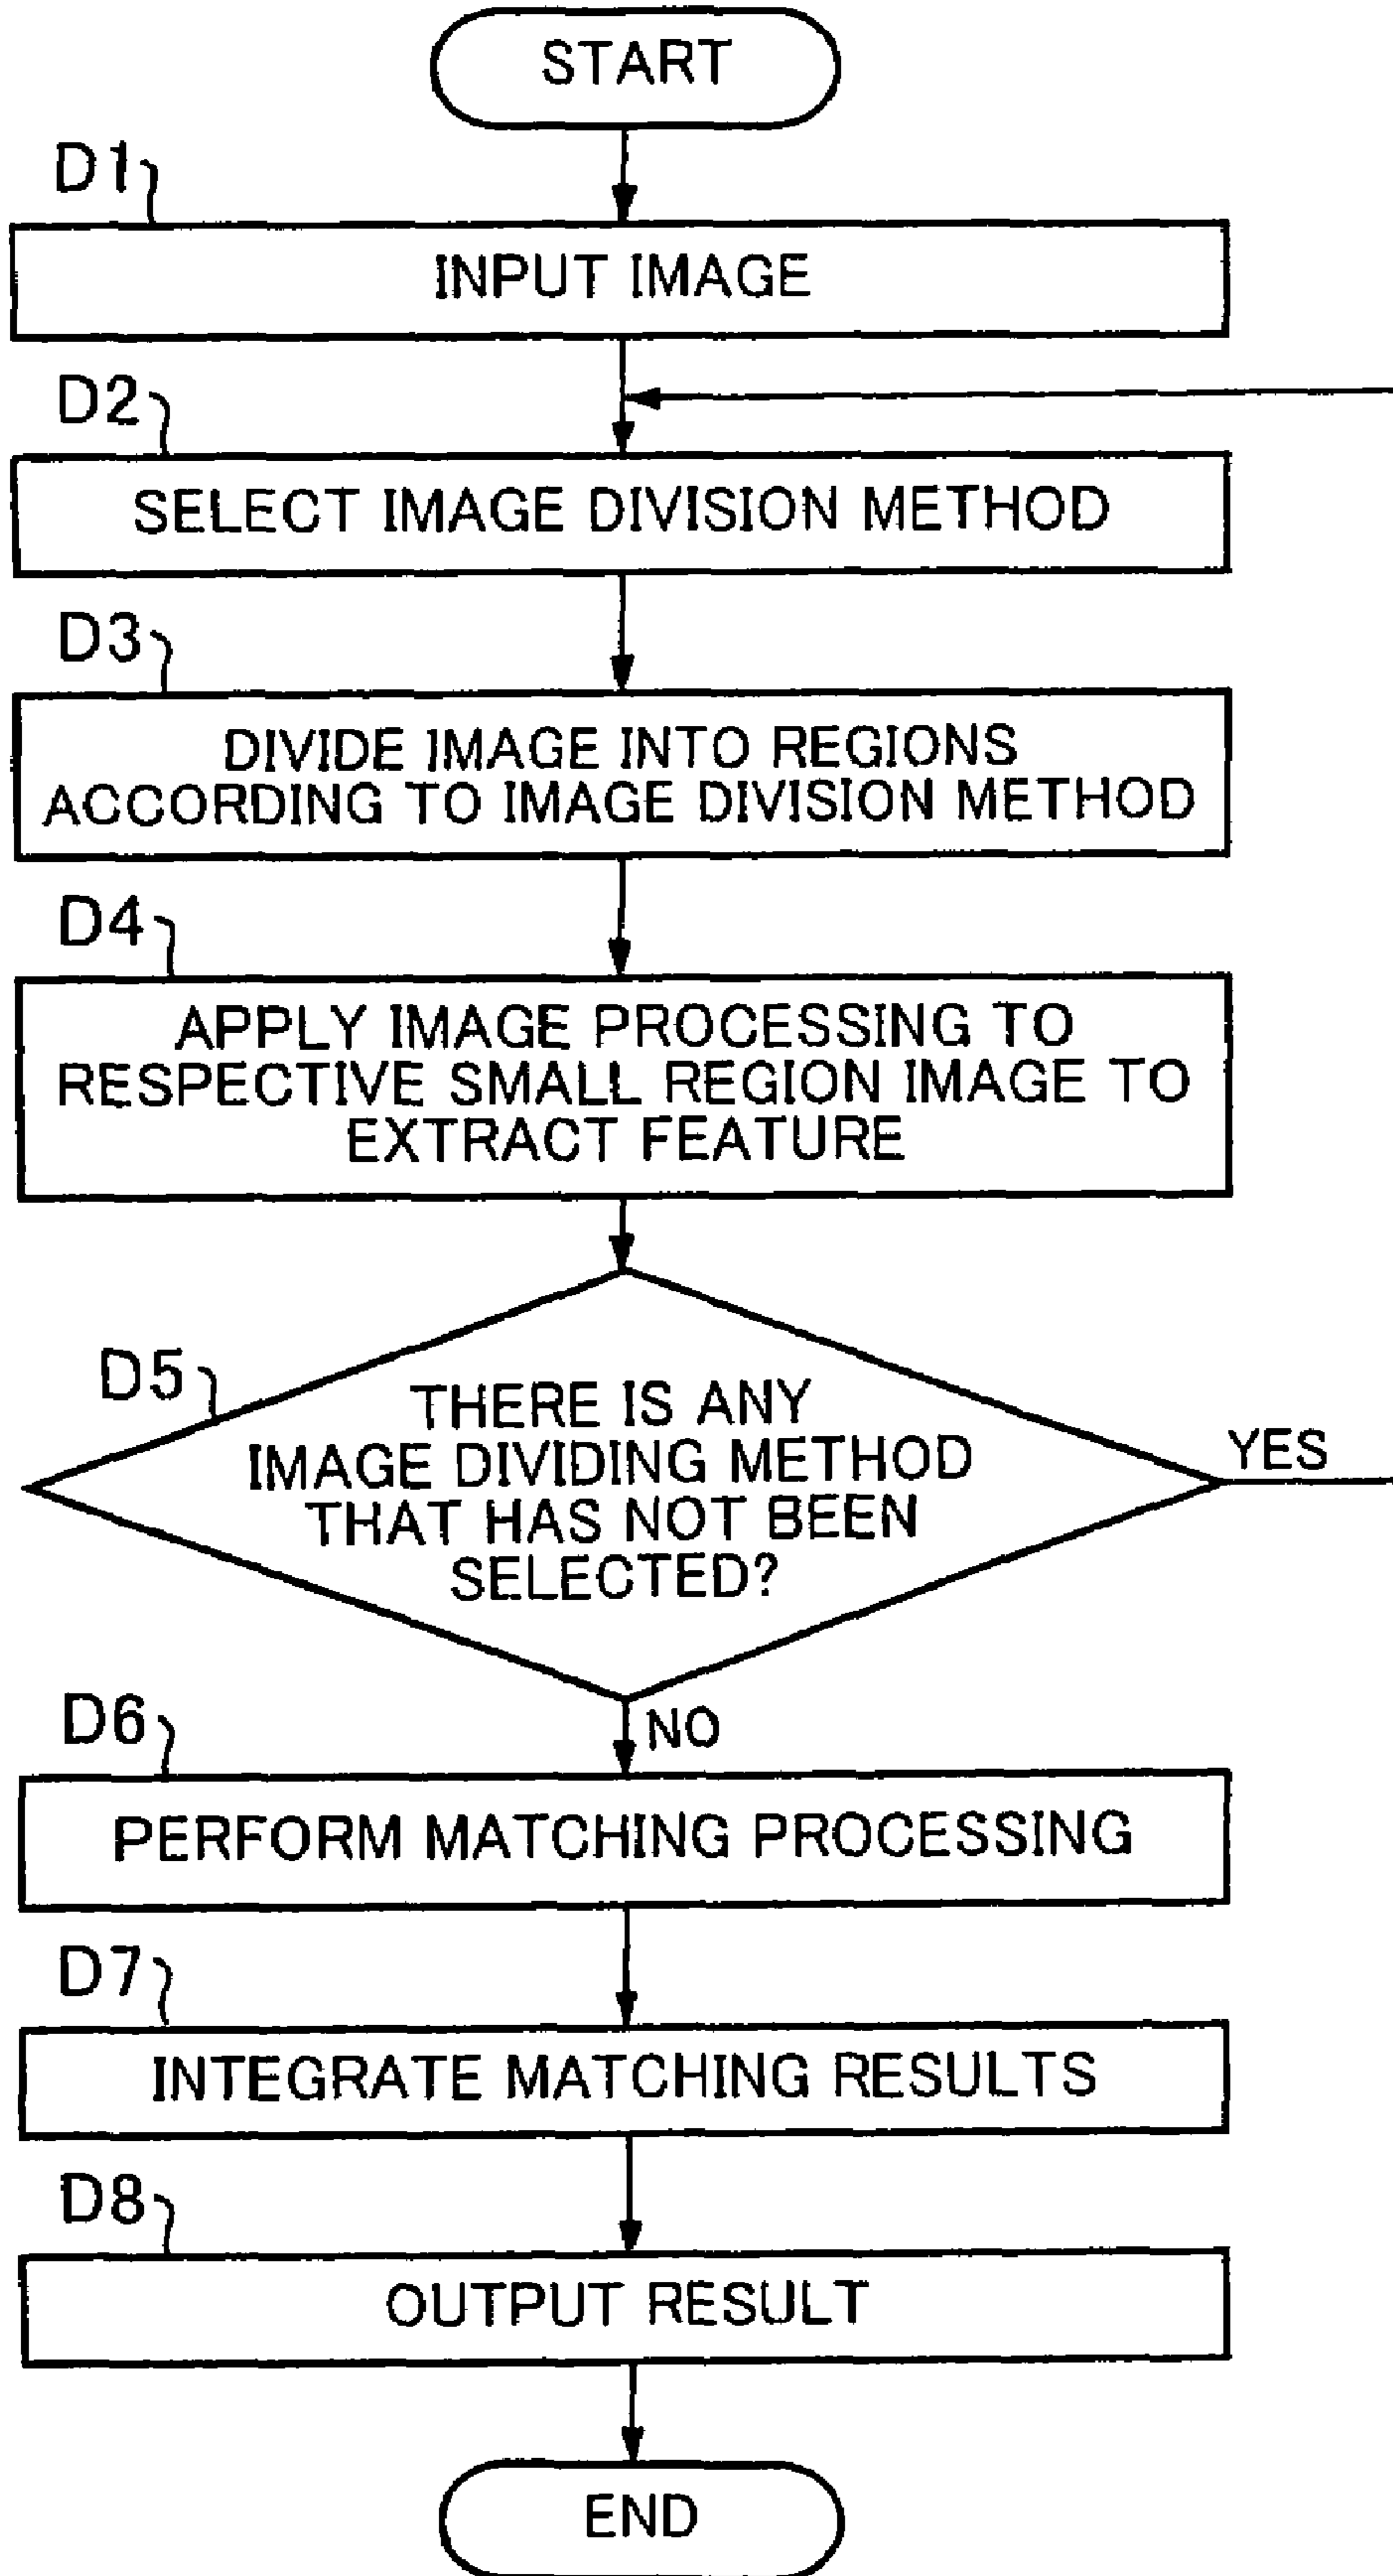 START
D1
INPUT IMAGE
D2
SELECT IMAGE DIVISION METHOD
D3
DIVIDE IMAGE INTO REGIONS
ACCORDING TO IMAGE DIVISION METHOD
D4
APPLY IMAGE PROCESSING TO
RESPECTIVE SMALL REGION IMAGE TO
EXTRACT FEATURE
D5
THERE IS ANY
IMAGE DIVIDING METHOD
THAT HAS NOT BEEN
SELECTED?
YES
NO
D6
PERFORM MATCHING PROCESSING
D7
INTEGRATE MATCHING RESULTS
D8
OUTPUT RESULT
END